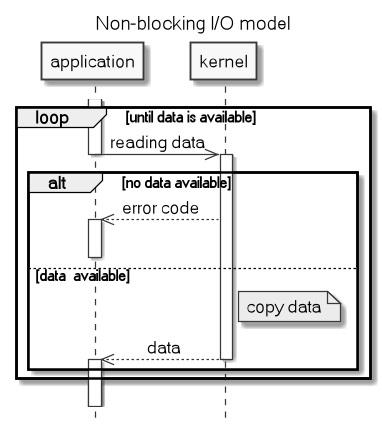 Non-blocking I/O model
application
kernel
loop
[until data is available]
reading data
alt
[no data available]
error code
[data available]
copy data
data